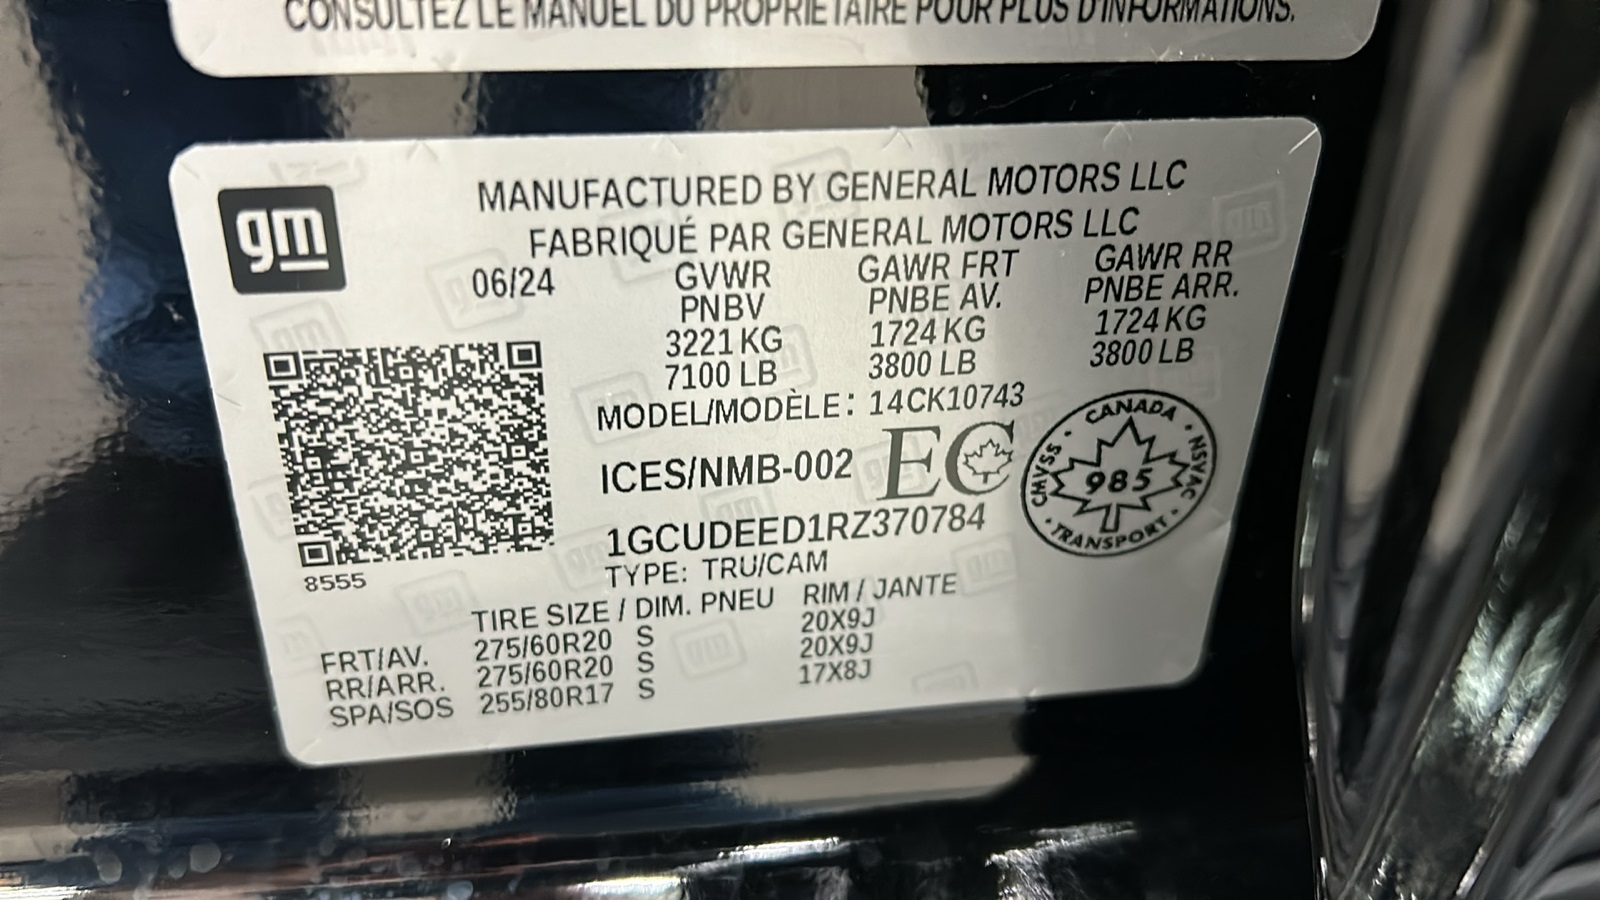 CONSULTEZ LE MANUEL DU PROPRIÉTAIRE POUR PLUS D'INFORMATIONS.
gm
MANUFACTURED BY GENERAL MOTORS LLC
FABRIQUÉ PAR GENERAL MOTORS LLC
06/24 GVWR GAWR FRT GAWR RR
PNBV PNBE AV. PNBE ARR.
3221 KG 1724 KG 1724 KG
7100 LB 3800 LB 3800 LB
MODEL/MODÈLE: 14CK10743
ICES/NMB-002 EC
CANADA
CMVSS 985 NSVAC
TRANSPORT
1GCUDEED1RZ370784
TYPE: TRU/CAM
8555
TIRE SIZE / DIM. PNEU RIM / JANTE
FRT/AV. 275/60R20 S 20X9J
RR/ARR. 275/60R20 S 20X9J
SPA/SOS 255/80R17 S 17X8J